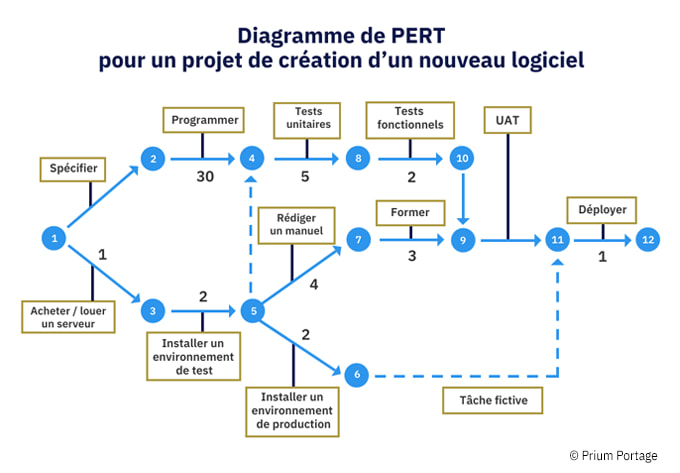 Diagramme de PERT
pour un projet de création d'un nouveau logiciel
Programmer
Tests
unitaires
Tests
fonctionnels
UAT
Spécifier
2
4
8
10
30
5
2
Rédiger
un manuel
Former
Déployer
1
7
9
11
12
1
3
1
4
2
Acheter / louer
un serveur
3
5
2
Installer un
environnement
de test
6
Installer un
environnement
de production
Tâche fictive
© Prium Portage